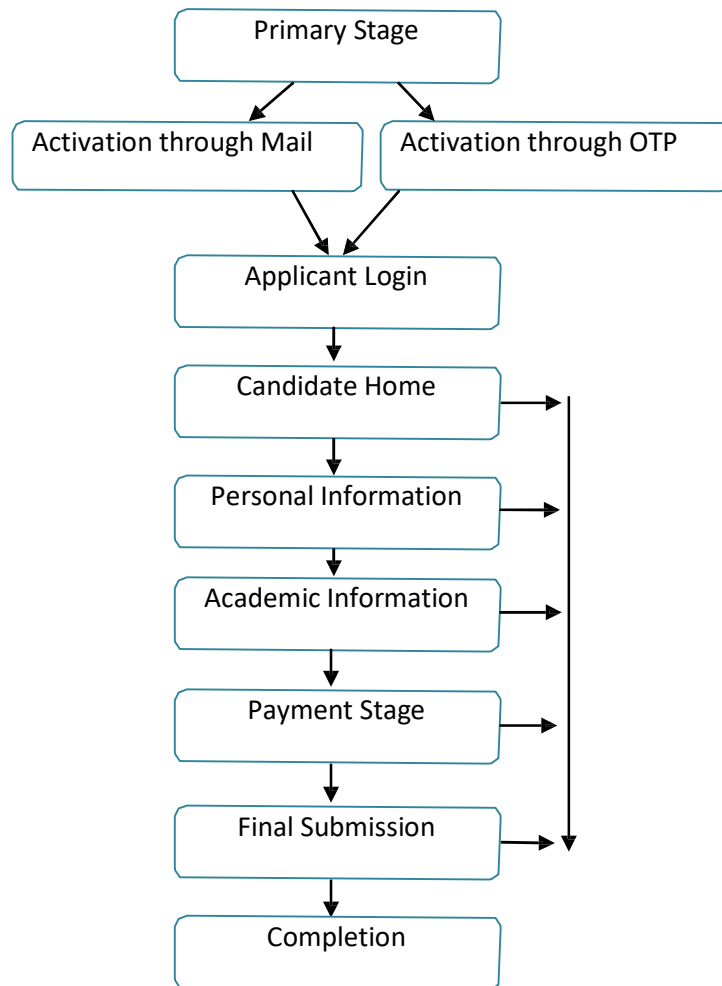 Primary Stage
Activation through Mail
Activation through OTP
Applicant Login
Candidate Home
Personal Information
Academic Information
Payment Stage
Final Submission
Completion